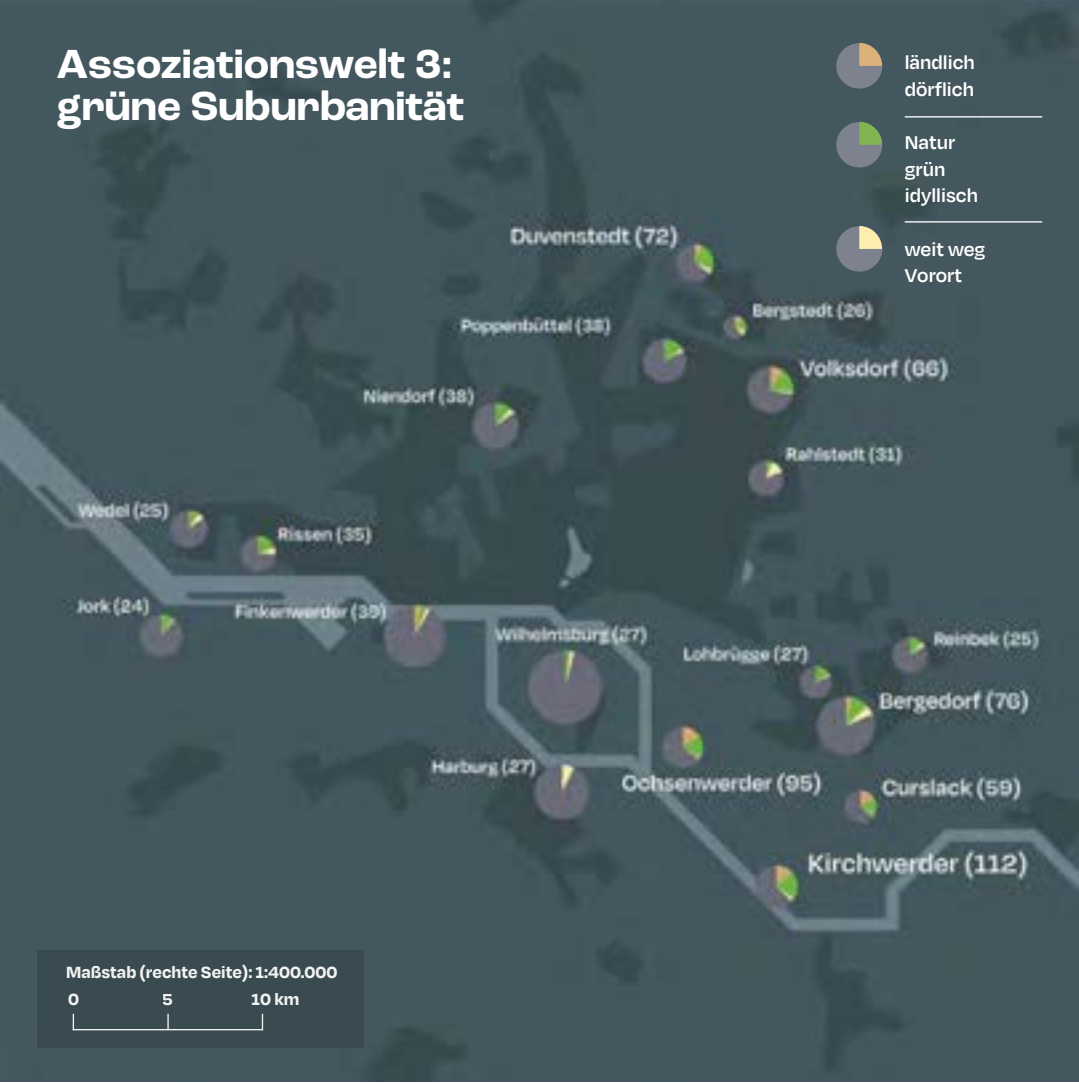 Assoziationswelt 3:
grüne Suburbanität
ländlich
dörflich
Natur
grün
idyllisch
weit weg
Vorort
Duvenstedt (72)
Bergstedt (26)
Poppenbüttel (38)
Volksdorf (66)
Niendorf (38)
Rahlstedt (31)
Wedel (25)
Rissen (35)
Jork (24)
Finkenwerder (39)
Wilhelmsburg (27)
Reinbek (25)
Lohbrügge (27)
Bergedorf (76)
Harburg (27)
Ochsenwerder (95)
Curslack (59)
Kirchwerder (112)
Maßstab (rechte Seite): 1:400.000
0 5 10 km